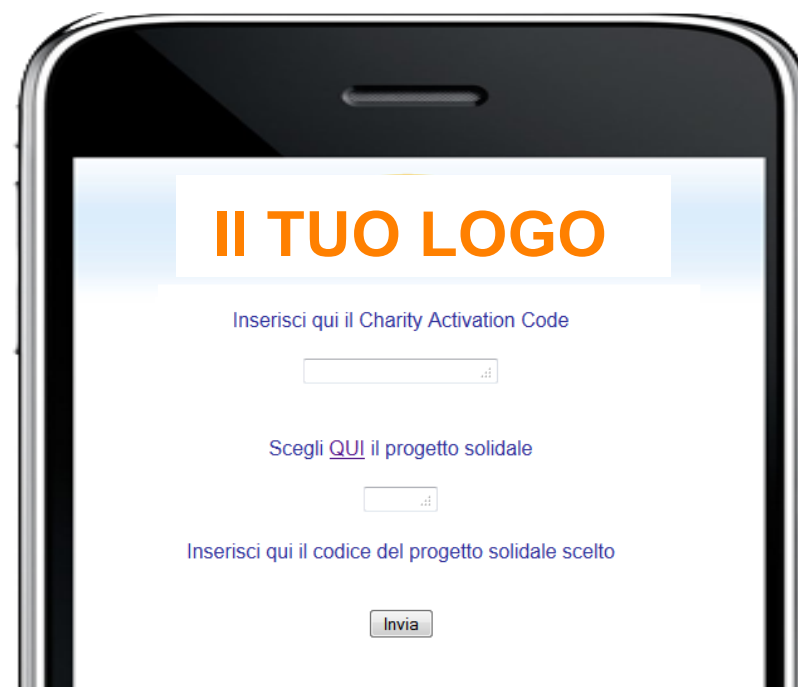 Il TUO LOGO
Inserisci qui il Charity Activation Code
Scegli QUI il progetto solidale
Inserisci qui il codice del progetto solidale scelto
Invia